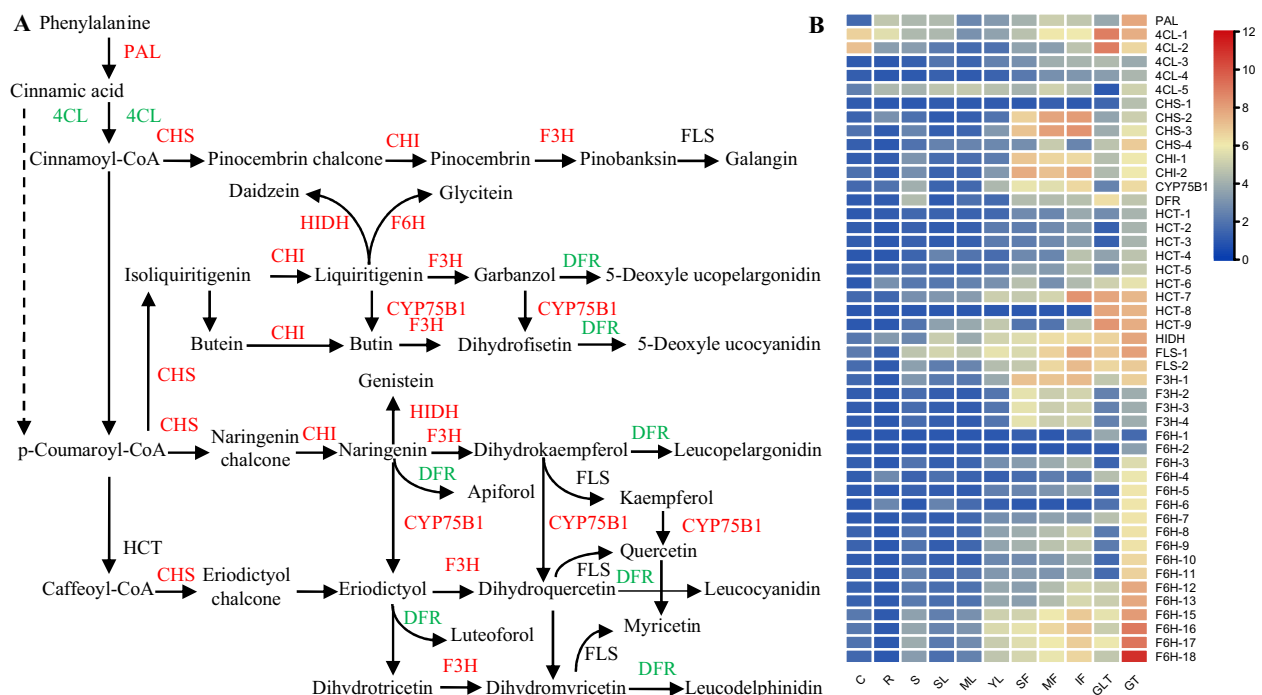 A
Phenylalanine
PAL
Cinnamic acid
4CL 4CL
CHS CHI F3H FLS
Cinnamoyl-CoA Pinocembrin chalcone Pinocembrin Pinobanksin Galangin
Daidzein Glycitein
HIDH F6H
CHI F3H DFR
Isoliquiritigenin Liquiritigenin Garbanzol 5-Deoxyle ucopelargonidin
CYP75B1 CYP75B1
CHI F3H DFR
Butein Butin Dihydrofisetin 5-Deoxyle ucocyanidin
CHS
Genistein
HIDH
CHS CHI F3H DFR
p-Coumaroyl-CoA Naringenin chalcone Naringenin Dihydrokaempferol Leucopelargonidin
DFR FLS
Apiforol Kaempferol
CYP75B1 CYP75B1 CYP75B1
HCT
Quercetin
CHS F3H FLS DFR
Caffeoyl-CoA Eriodictyol chalcone Eriodictyol Dihydroquercetin Leucocyanidin
DFR
Luteoforol Myricetin
FLS
F3H DFR
Dihydrotricetin Dihydromyricetin Leucodelphinidin
B
PAL
4CL-1
4CL-2
4CL-3
4CL-4
4CL-5
CHS-1
CHS-2
CHS-3
CHS-4
CHI-1
CHI-2
CYP75B1
DFR
HCT-1
HCT-2
HCT-3
HCT-4
HCT-5
HCT-6
HCT-7
HCT-8
HCT-9
HIDH
FLS-1
FLS-2
F3H-1
F3H-2
F3H-3
F3H-4
F6H-1
F6H-2
F6H-3
F6H-4
F6H-5
F6H-6
F6H-7
F6H-8
F6H-9
F6H-10
F6H-11
F6H-12
F6H-13
F6H-15
F6H-16
F6H-17
F6H-18
C R S SL ML YL SF MF IF GLT GT
12
10
8
6
4
2
0